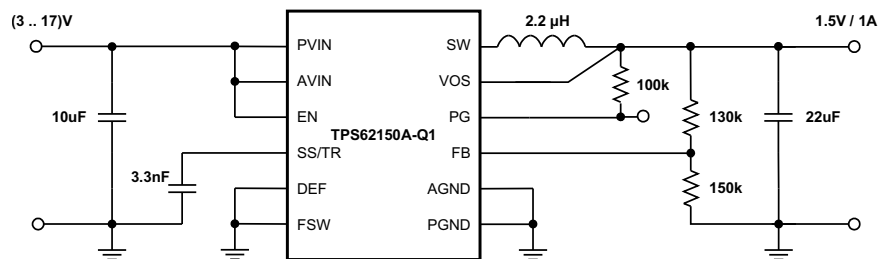 (3 .. 17)V
2.2 µH
1.5V / 1A
PVIN
SW
AVIN
VOS
100k
10uF
EN
PG
130k
22uF
TPS62150A-Q1
SS/TR
FB
3.3nF
DEF
AGND
150k
FSW
PGND